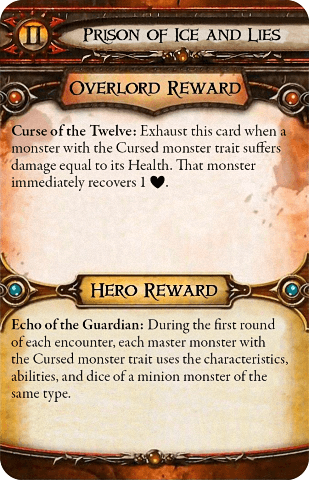 II
Prison of Ice and Lies
Overlord Reward
Curse of the Twelve: Exhaust this card when a
monster with the Cursed monster trait suffers
damage equal to its Health. That monster
immediately recovers 1 ♥.
Hero Reward
Echo of the Guardian: During the first round
of each encounter, each master monster with
the Cursed monster trait uses the characteristics,
abilities, and dice of a minion monster of the
same type.